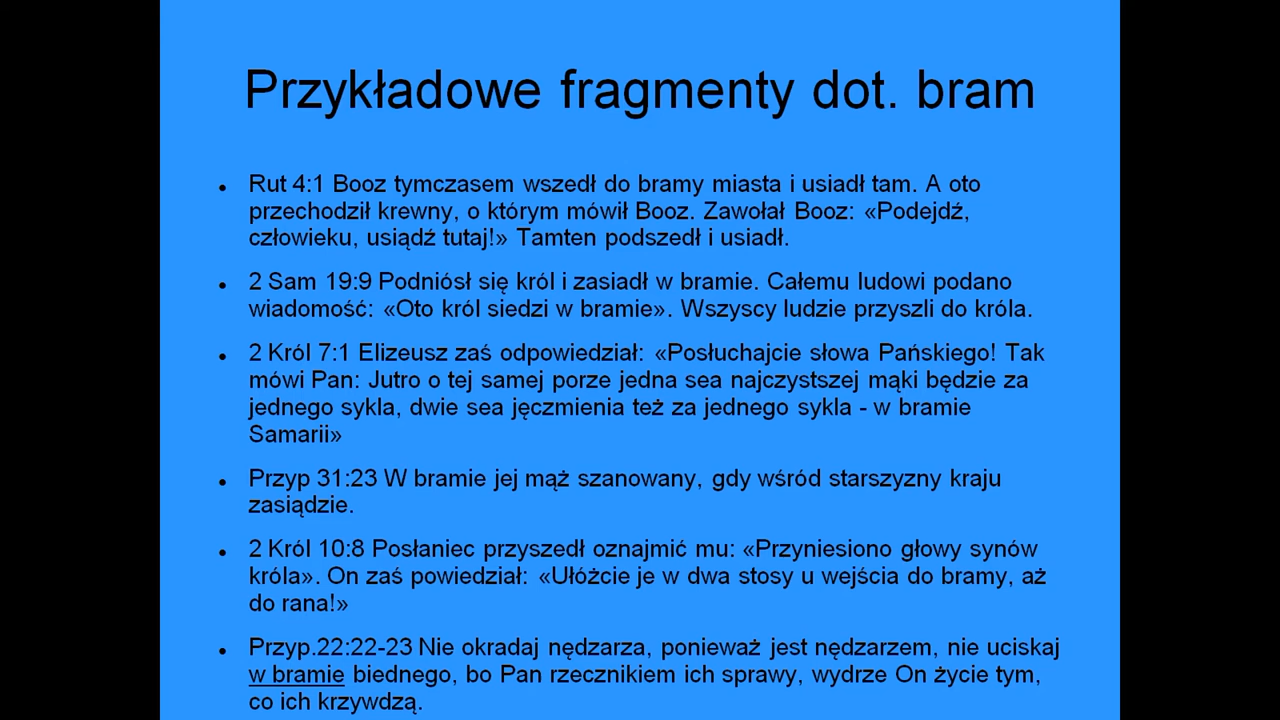 Przykładowe fragmenty dot. bram
• Rut 4:1 Booz tymczasem wszedł do bramy miasta i usiadł tam. A oto
przechodził krewny, o którym mówił Booz. Zawołał Booz: «Podejdź,
człowieku, usiądź tutaj!» Tamten podszedł i usiadł.
• 2 Sam 19:9 Podniósł się król i zasiadł w bramie. Całemu ludowi podano
wiadomość: «Oto król siedzi w bramie». Wszyscy ludzie przyszli do króla.
• 2 Król 7:1 Elizeusz zaś odpowiedział: «Posłuchajcie słowa Pańskiego! Tak
mówi Pan: Jutro o tej samej porze jedna sea najczystszej mąki będzie za
jednego sykla, dwie sea jęczmienia też za jednego sykla - w bramie
Samarii»
• Przyp 31:23 W bramie jej mąż szanowany, gdy wśród starszyzny kraju
zasiądzie.
• 2 Król 10:8 Posłaniec przyszedł oznajmić mu: «Przyniesiono głowy synów
króla». On zaś powiedział: «Ułóżcie je w dwa stosy u wejścia do bramy, aż
do rana!»
• Przyp.22:22-23 Nie okradaj nędzarza, ponieważ jest nędzarzem, nie uciskaj
w bramie biednego, bo Pan rzecznikiem ich sprawy, wydrze On życie tym,
co ich krzywdzą.